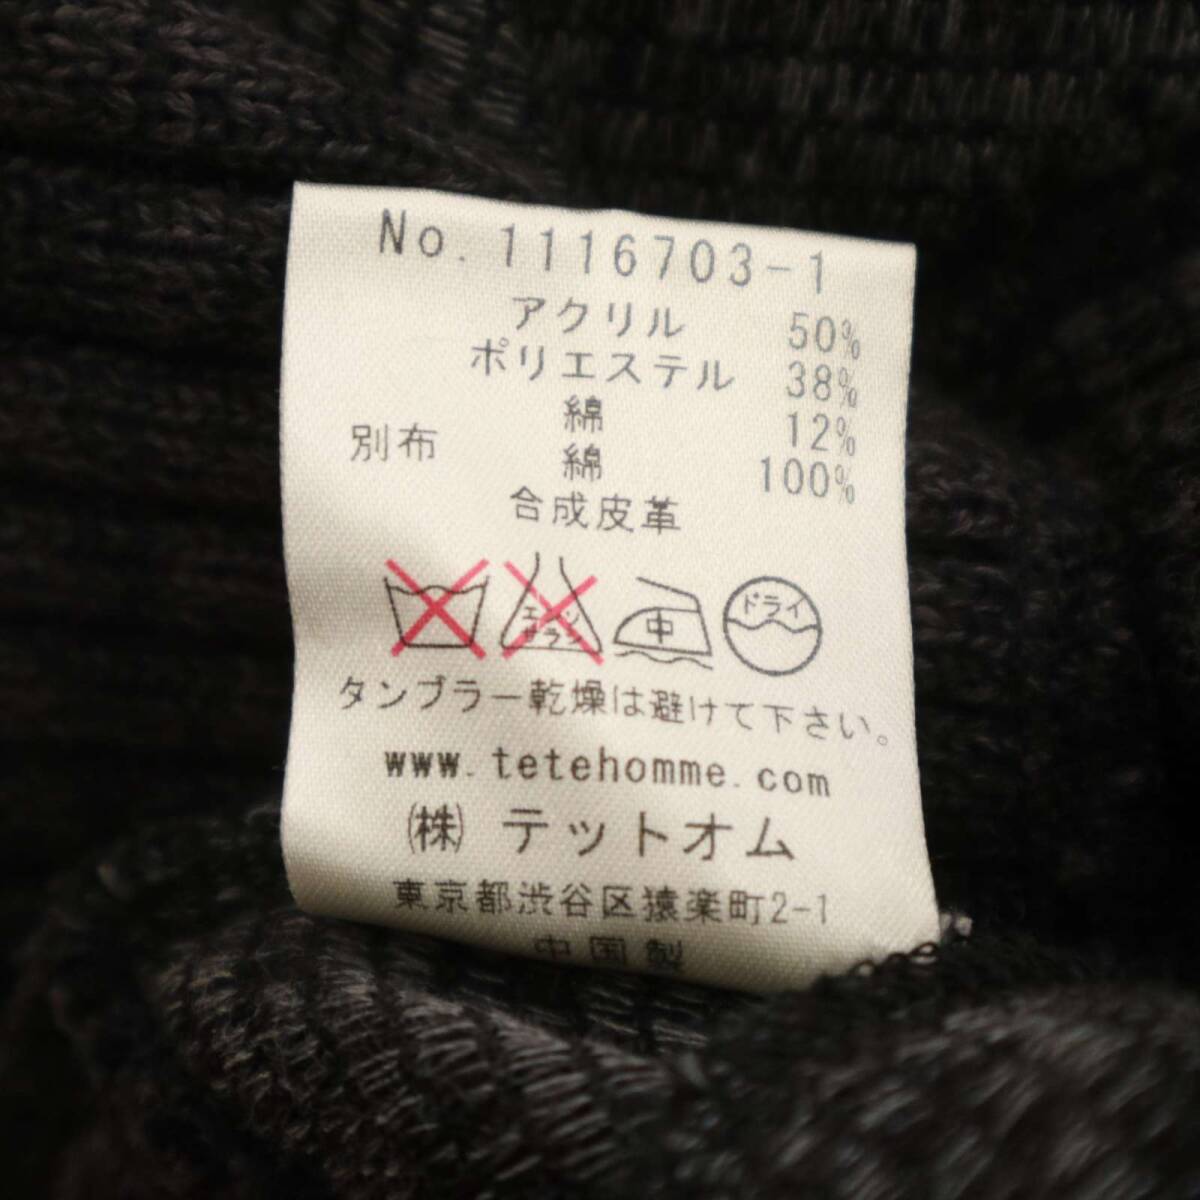 No. 1116703-1
アクリル 50%
ポリエステル 38%
綿 12%
別布 綿 100%
合成皮革
エンソ サラシ 中 ドライ
タンブラー乾燥は避けて下さい。
www.tetehomme.com
㈱ テットオム
東京都渋谷区猿楽町2-1
中国製